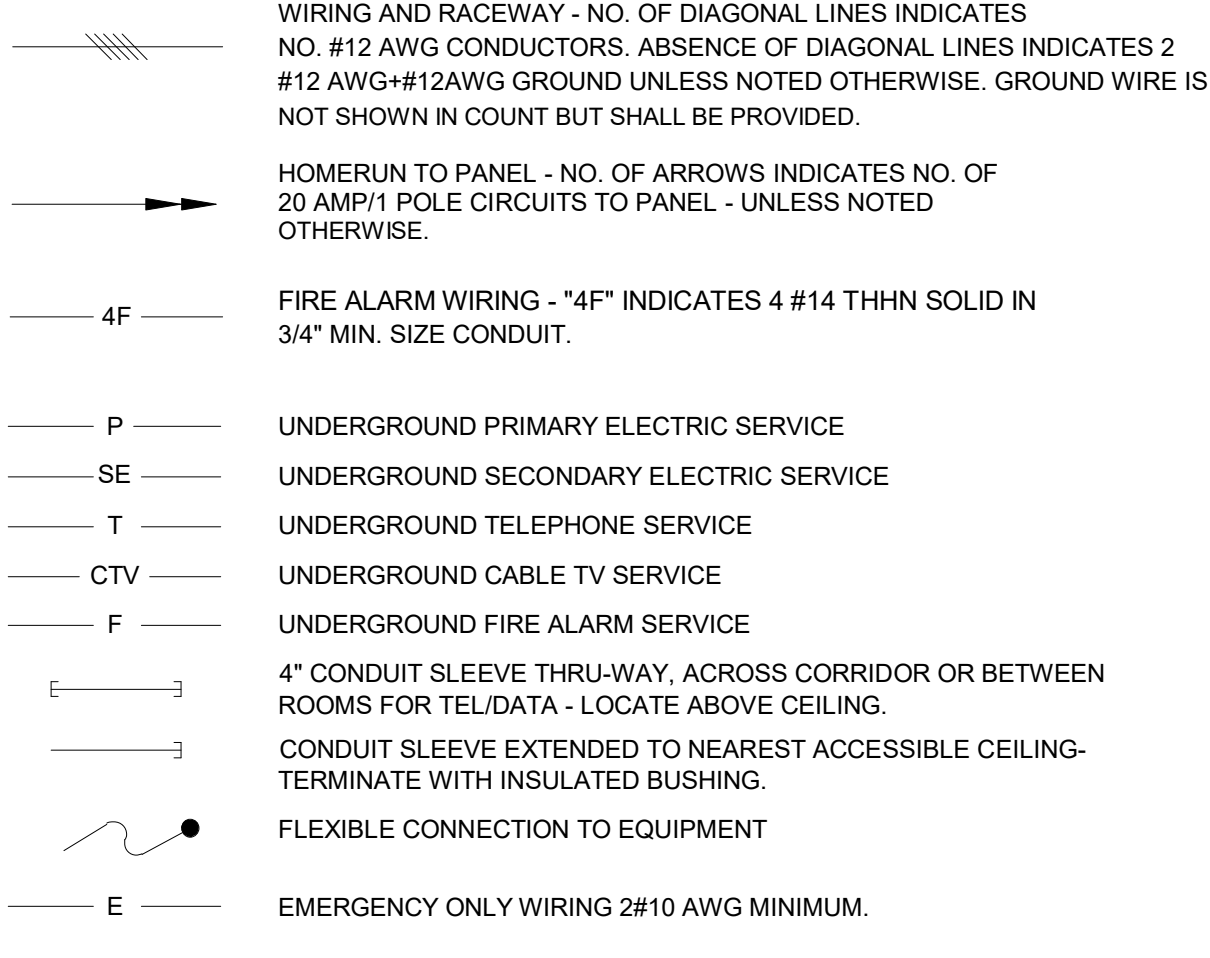 WIRING AND RACEWAY - NO. OF DIAGONAL LINES INDICATES
NO. #12 AWG CONDUCTORS. ABSENCE OF DIAGONAL LINES INDICATES 2
#12 AWG+#12AWG GROUND UNLESS NOTED OTHERWISE. GROUND WIRE IS
NOT SHOWN IN COUNT BUT SHALL BE PROVIDED.
HOMERUN TO PANEL - NO. OF ARROWS INDICATES NO. OF
20 AMP/1 POLE CIRCUITS TO PANEL - UNLESS NOTED
OTHERWISE.
4F FIRE ALARM WIRING - "4F" INDICATES 4 #14 THHN SOLID IN
3/4" MIN. SIZE CONDUIT.
P UNDERGROUND PRIMARY ELECTRIC SERVICE
SE UNDERGROUND SECONDARY ELECTRIC SERVICE
T UNDERGROUND TELEPHONE SERVICE
CTV UNDERGROUND CABLE TV SERVICE
F UNDERGROUND FIRE ALARM SERVICE
4" CONDUIT SLEEVE THRU-WAY, ACROSS CORRIDOR OR BETWEEN
ROOMS FOR TEL/DATA - LOCATE ABOVE CEILING.
CONDUIT SLEEVE EXTENDED TO NEAREST ACCESSIBLE CEILING-
TERMINATE WITH INSULATED BUSHING.
FLEXIBLE CONNECTION TO EQUIPMENT
E EMERGENCY ONLY WIRING 2#10 AWG MINIMUM.